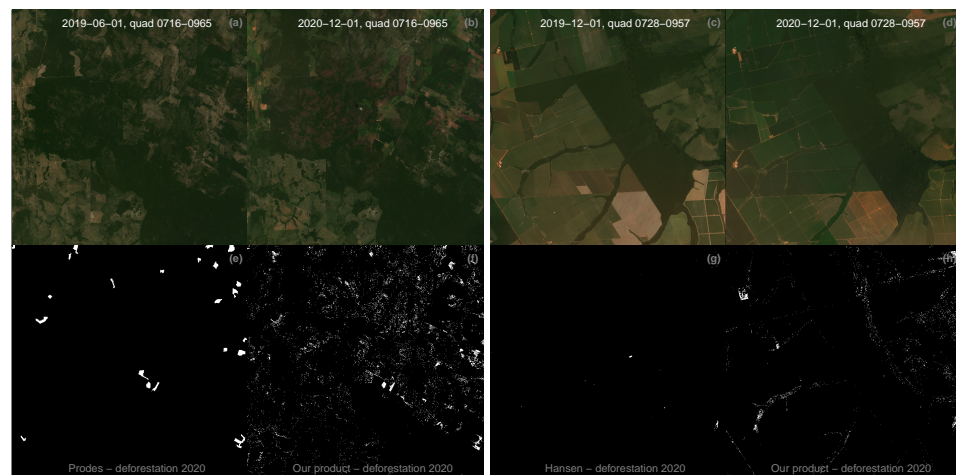 2019−06−01, quad 0716−0965 (a)
2020−12−01, quad 0716−0965 (b)
2019−12−01, quad 0728−0957 (c)
2020−12−01, quad 0728−0957 (d)
(e)
(f)
(g)
(h)
Prodes − deforestation 2020
Our product − deforestation 2020
Hansen − deforestation 2020
Our product − deforestation 2020